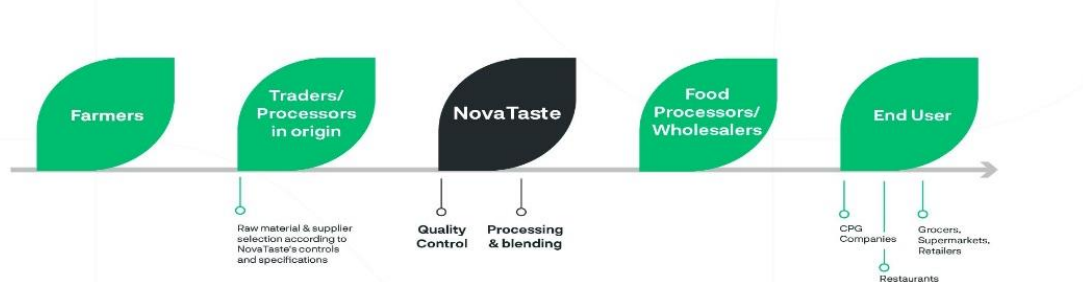 Farmers
Traders/
Processors
in origin
NovaTaste
Food
Processors/
Wholesalers
End User
Raw material & supplier
selection according to
NovaTaste's controls
and specifications
Quality
Control
Processing
& blending
CPG
Companies
Restaurants
Grocers,
Supermarkets,
Retailers